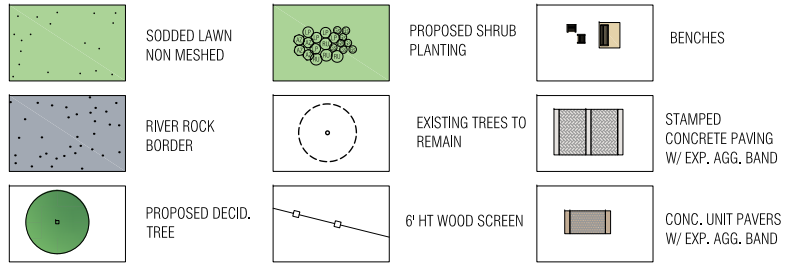 SODDED LAWN
NON MESHED
PROPOSED SHRUB
PLANTING
BENCHES
RIVER ROCK
BORDER
EXISTING TREES TO
REMAIN
STAMPED
CONCRETE PAVING
W/ EXP. AGG. BAND
PROPOSED DECID.
TREE
6' HT WOOD SCREEN
CONC. UNIT PAVERS
W/ EXP. AGG. BAND